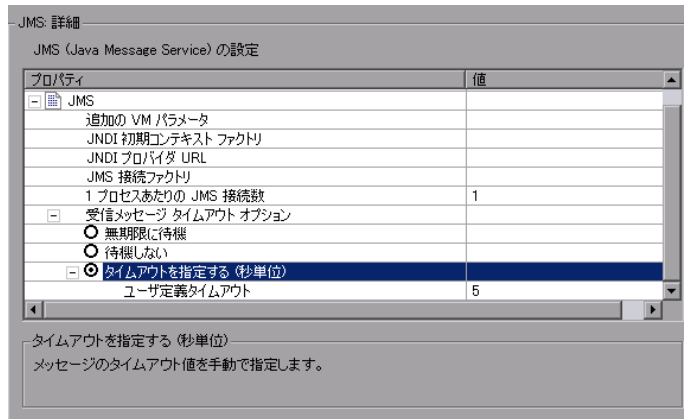 JMS: 詳細
JMS (Java Message Service) の設定
プロパティ 値
JMS
追加の VM パラメータ
JNDI 初期コンテキスト ファクトリ
JNDI プロバイダ URL
JMS 接続ファクトリ
1 プロセスあたりの JMS 接続数 1
受信メッセージ タイムアウト オプション
無期限に待機
待機しない
タイムアウトを指定する (秒単位)
ユーザ定義タイムアウト 5
タイムアウトを指定する (秒単位)
メッセージのタイムアウト値を手動で指定します。